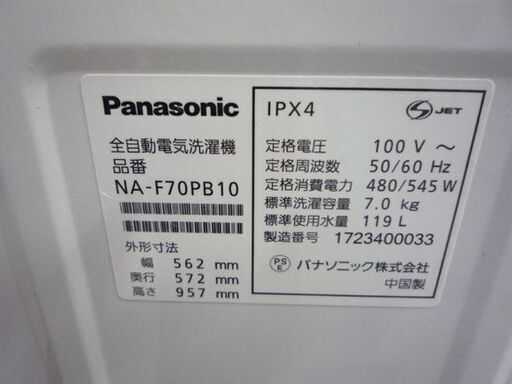 Panasonic
全自動電気洗濯機
品番
NA-F70PB10
外形寸法
幅 562 mm
奥行 572 mm
高さ 957 mm
IPX4
S JET
定格電圧 100 V ～
定格周波数 50/60 Hz
定格消費電力 480/545 W
標準洗濯容量 7.0 kg
標準使用水量 119 L
製造番号 1723400033
PS E パナソニック株式会社
中国製